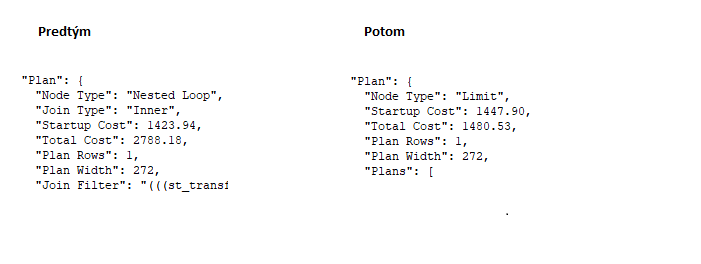 Predtým
"Plan": {
"Node Type": "Nested Loop",
"Join Type": "Inner",
"Startup Cost": 1423.94,
"Total Cost": 2788.18,
"Plan Rows": 1,
"Plan Width": 272,
"Join Filter": "(((st_transf
Potom
"Plan": {
"Node Type": "Limit",
"Startup Cost": 1447.90,
"Total Cost": 1480.53,
"Plan Rows": 1,
"Plan Width": 272,
"Plans": [